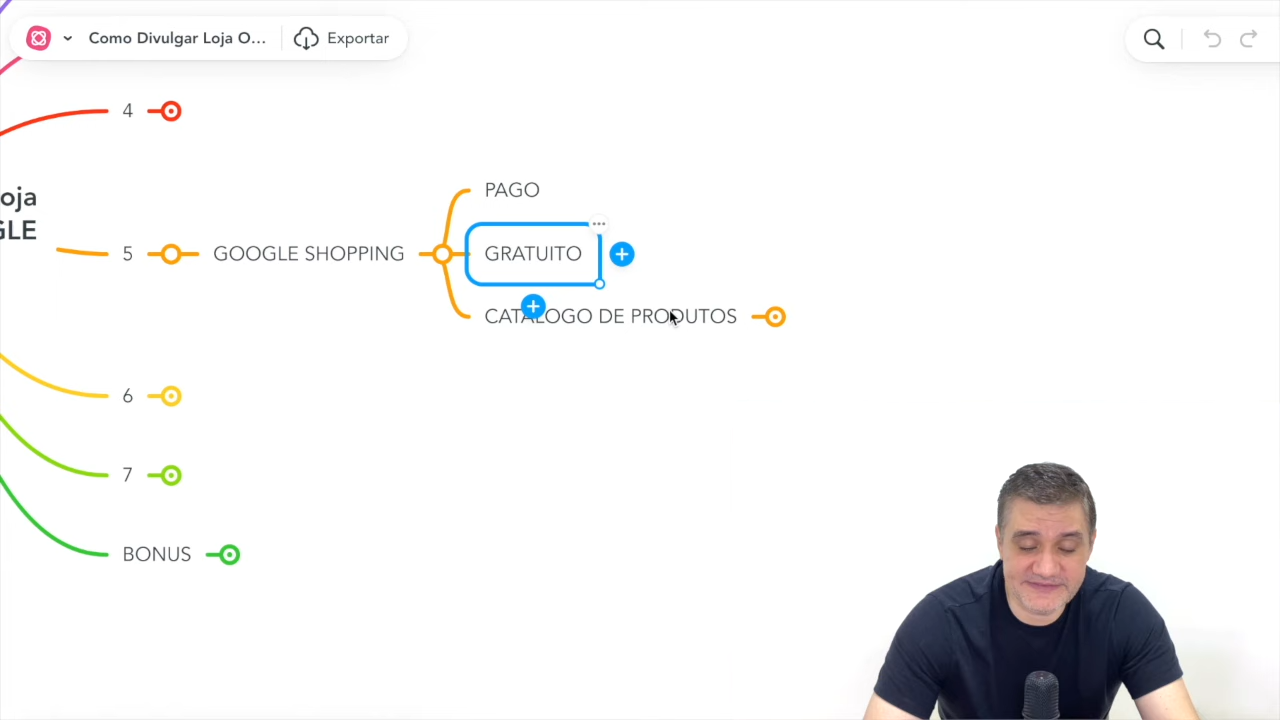 Como Divulgar Loja O...
Exportar
4
oja
GLE
PAGO
5
GOOGLE SHOPPING
GRATUITO
CATÁLOGO DE PRODUTOS
6
7
BONUS